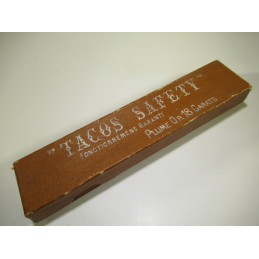 "TACOS SAFETY"
FONCTIONNEMENT GARANTI
PLUME OR 18 CARATS